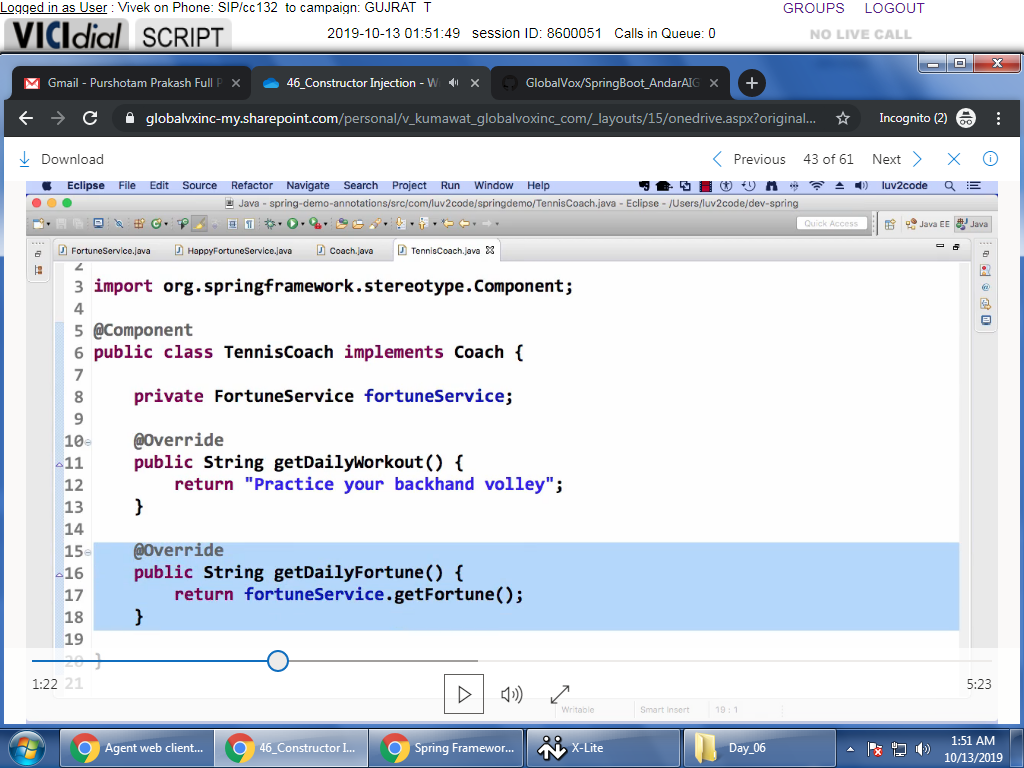 Logged in as User : Vivek on Phone: SIP/cc132 to campaign: GUJRAT_T
GROUPS LOGOUT
VICIdial SCRIPT
2019-10-13 01:51:49 session ID: 8600051 Calls in Queue: 0
NO LIVE CALL
Gmail - Purshotam Prakash Full P
46_Constructor Injection - W
GlobalVox/SpringBoot_AndarAIG
globalvxinc-my.sharepoint.com/personal/v_kumawat_globalvoxinc_com/_layouts/15/onedrive.aspx?original...
Incognito (2)
Download
Previous 43 of 61 Next
Eclipse File Edit Source Refactor Navigate Search Project Run Window Help
luv2code
Java - spring-demo-annotations/src/com/luv2code/springdemo/TennisCoach.java - Eclipse - /Users/luv2code/dev-spring
Quick Access
Java EE Java
FortuneService.java HappyFortuneService.java Coach.java TennisCoach.java
2
3 import org.springframework.stereotype.Component;
4
5 @Component
6 public class TennisCoach implements Coach {
7
8 private FortuneService fortuneService;
9
10 @Override
11 public String getDailyWorkout() {
12 return "Practice your backhand volley";
13 }
14
15 @Override
16 public String getDailyFortune() {
17 return fortuneService.getFortune();
18 }
19
20 }
21
1:22
5:23
Writable Smart Insert 19 : 1
Agent web client...
46_Constructor I...
Spring Framewor...
X-Lite
Day_06
1:51 AM
10/13/2019